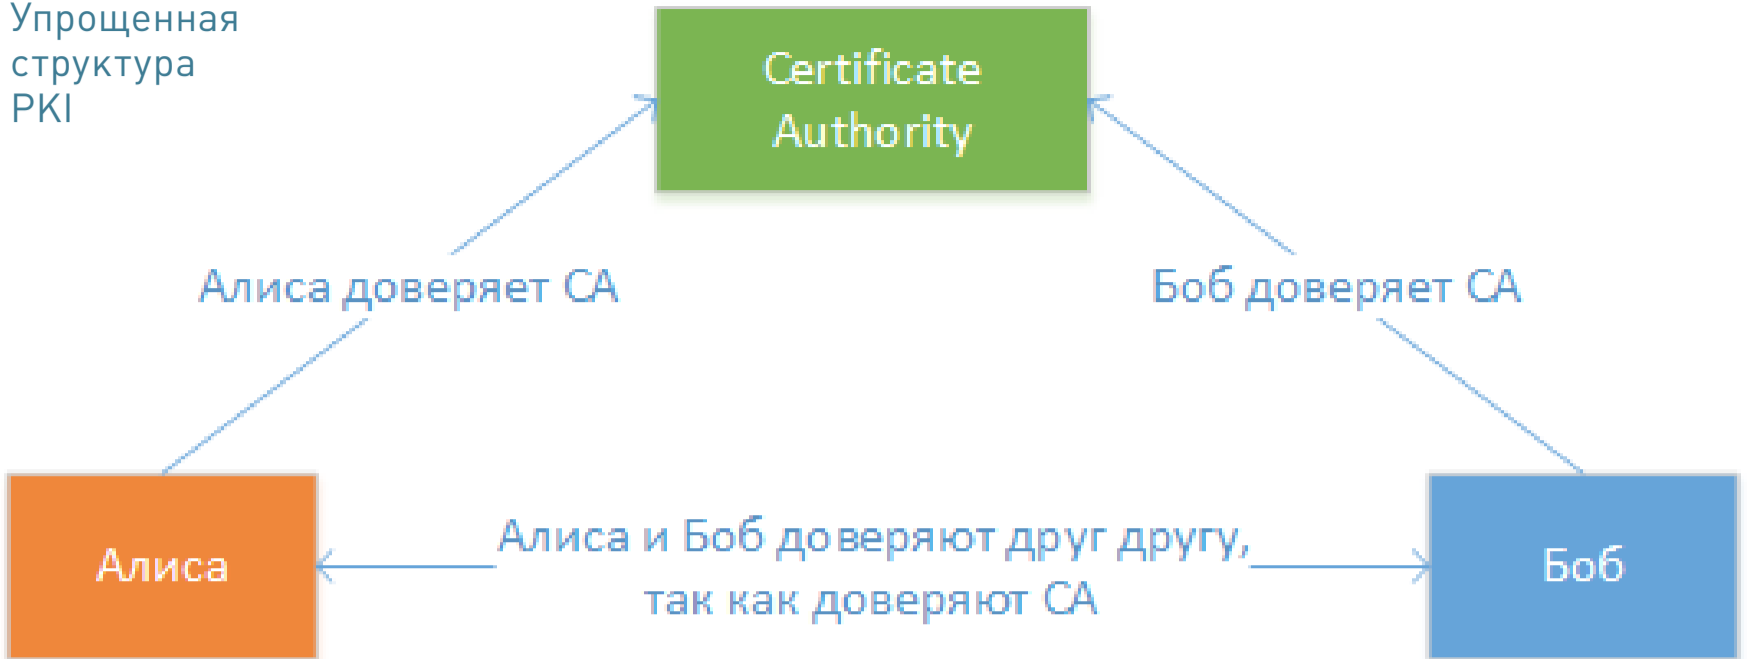 Упрощенная
структура
PKI
Certificate
Authority
Алиса доверяет CA
Боб доверяет CA
Алиса
Алиса и Боб доверяют друг другу,
так как доверяют CA
Боб